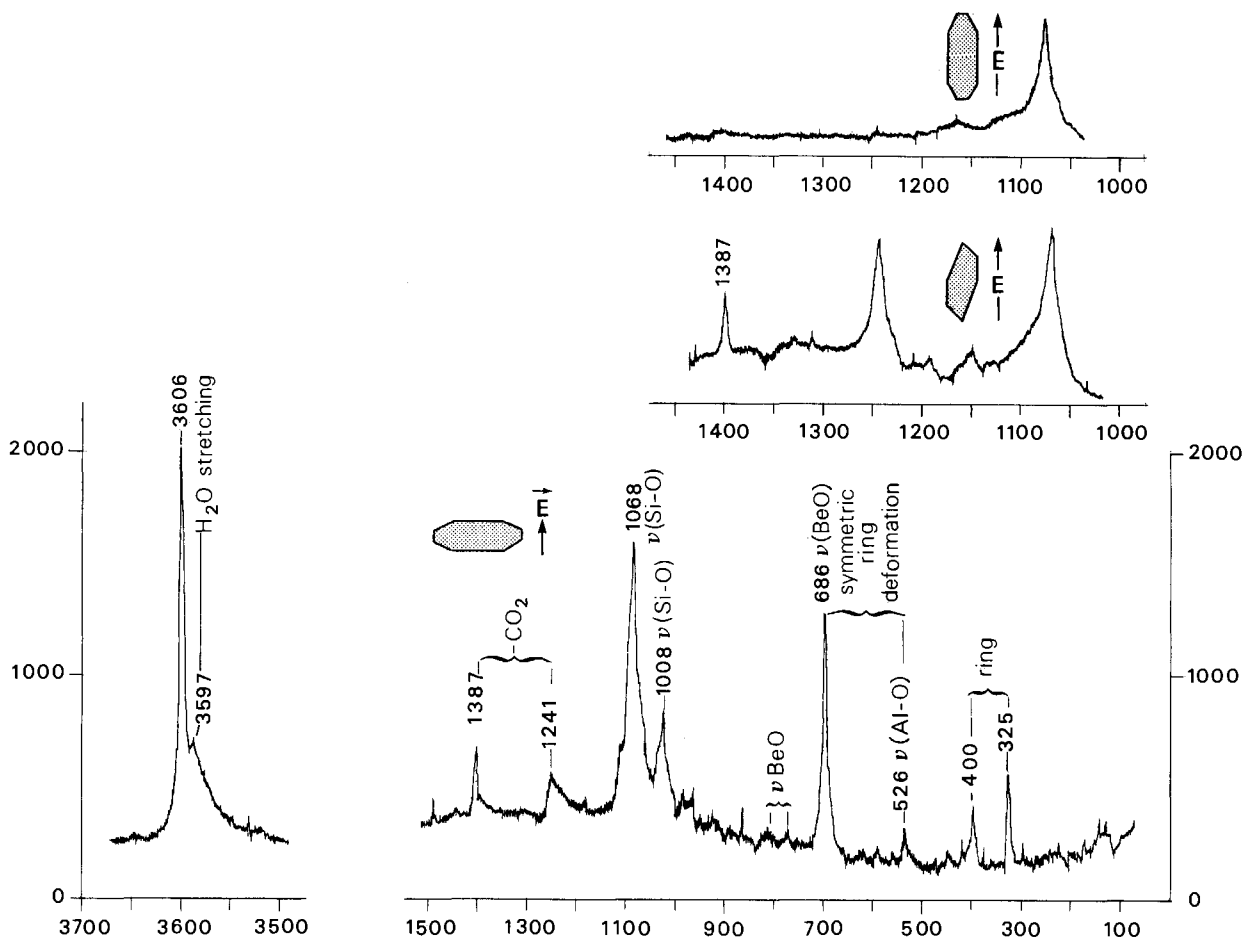 E
1400 1300 1200 1100 1000
1387
E
1400 1300 1200 1100 1000
2000
1000
0
3606
H₂O stretching
3597
3700 3600 3500
E
CO₂
1387
1241
1068 ν(Si-O)
1008 ν(Si-O)
ν BeO
686 ν(BeO)
symmetric
ring
deformation
526 ν(Al-O)
ring
400
325
2000
1000
0
1500 1300 1100 900 700 500 300 100